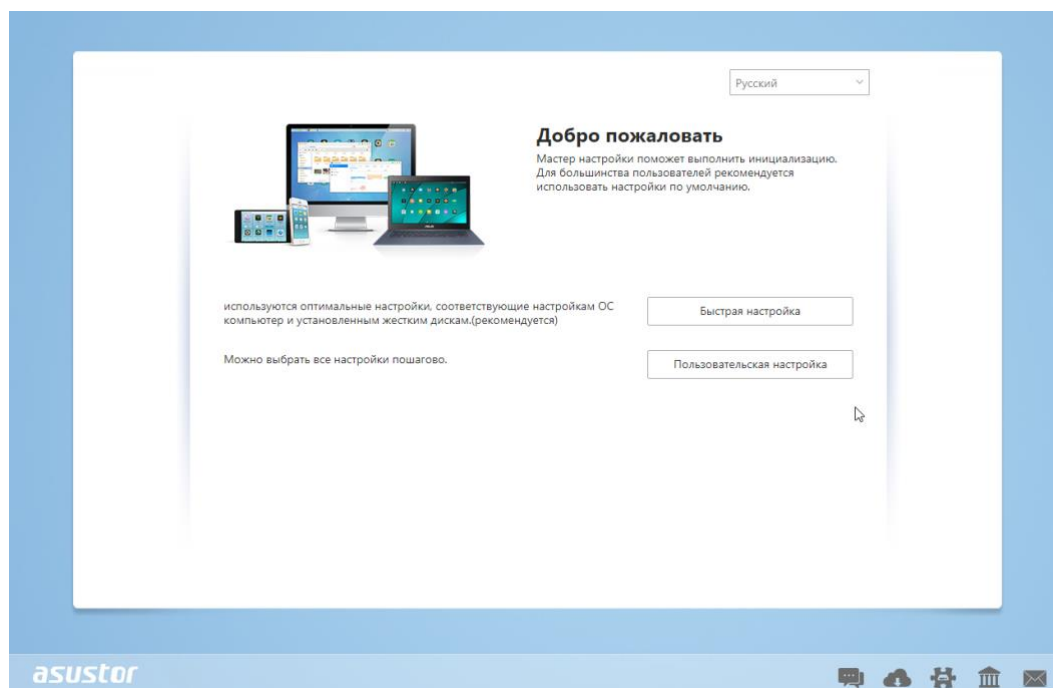 Русский
Добро пожаловать
Мастер настройки поможет выполнить инициализацию.
Для большинства пользователей рекомендуется
использовать настройки по умолчанию.
используются оптимальные настройки, соответствующие настройкам ОС
компьютер и установленным жестким дискам.(рекомендуется)
Быстрая настройка
Можно выбрать все настройки пошагово.
Пользовательская настройка
asustor